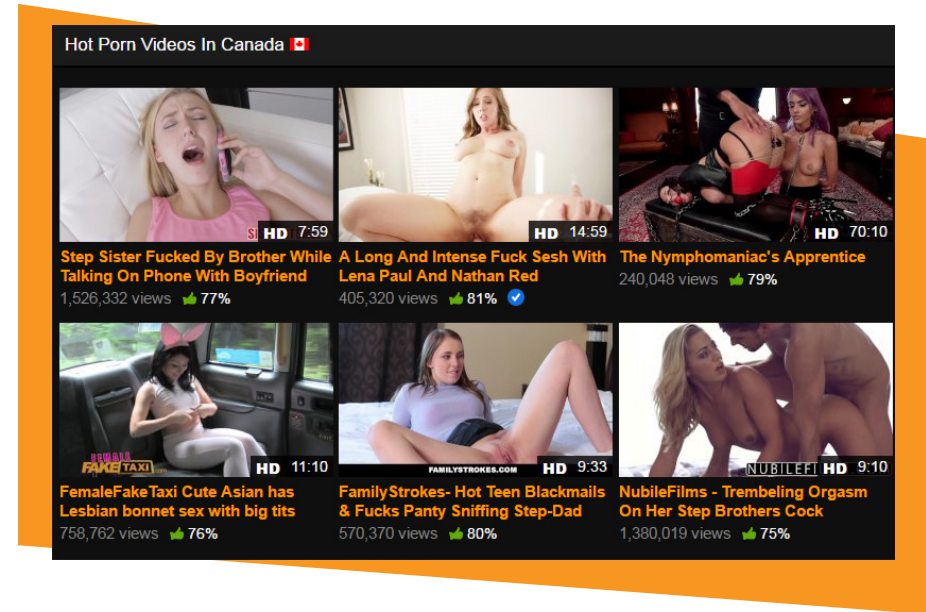 Hot Porn Videos In Canada
HD 7:59
HD 14:59
HD 70:10
Step Sister Fucked By Brother While
Talking On Phone With Boyfriend
1,526,332 views 77%
A Long And Intense Fuck Sesh With
Lena Paul And Nathan Red
405,320 views 81%
The Nymphomaniac's Apprentice
240,048 views 79%
FEMALE
FAKE TAXI
HD 11:10
FAMILYSTROKES.COM HD 9:33
NUBILEFI HD 9:10
FemaleFakeTaxi Cute Asian has
Lesbian bonnet sex with big tits
758,762 views 76%
FamilyStrokes- Hot Teen Blackmails
& Fucks Panty Sniffing Step-Dad
570,370 views 80%
NubileFilms - Trembeling Orgasm
On Her Step Brothers Cock
1,380,019 views 75%